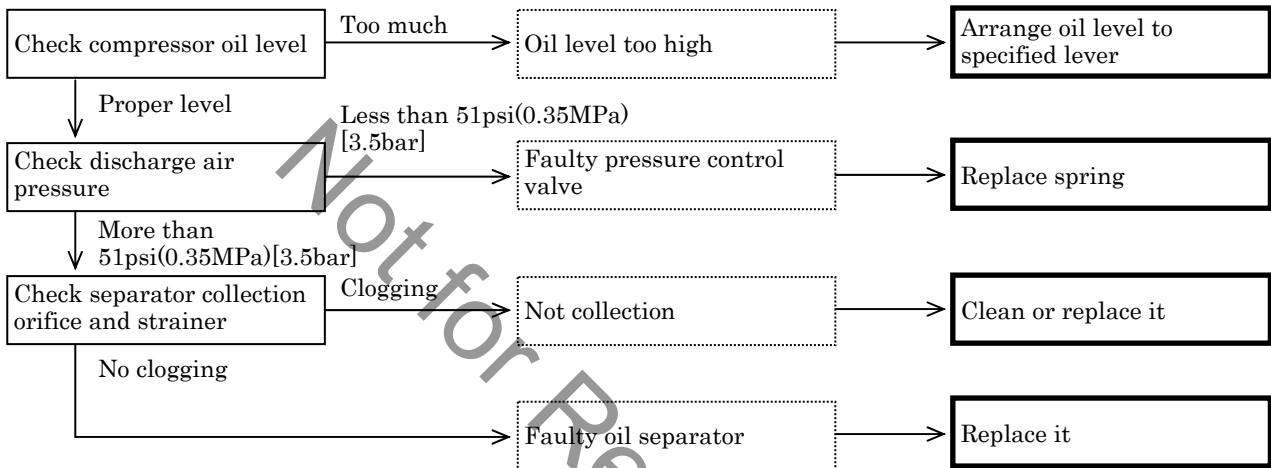 Check compressor oil level
Too much
Oil level too high
Arrange oil level to
specified lever
Proper level
Less than 51psi(0.35MPa)
[3.5bar]
Check discharge air
pressure
Faulty pressure control
valve
Replace spring
More than
51psi(0.35MPa)[3.5bar]
Check separator collection
orifice and strainer
Clogging
Not collection
Clean or replace it
No clogging
Faulty oil separator
Replace it
Not for Re